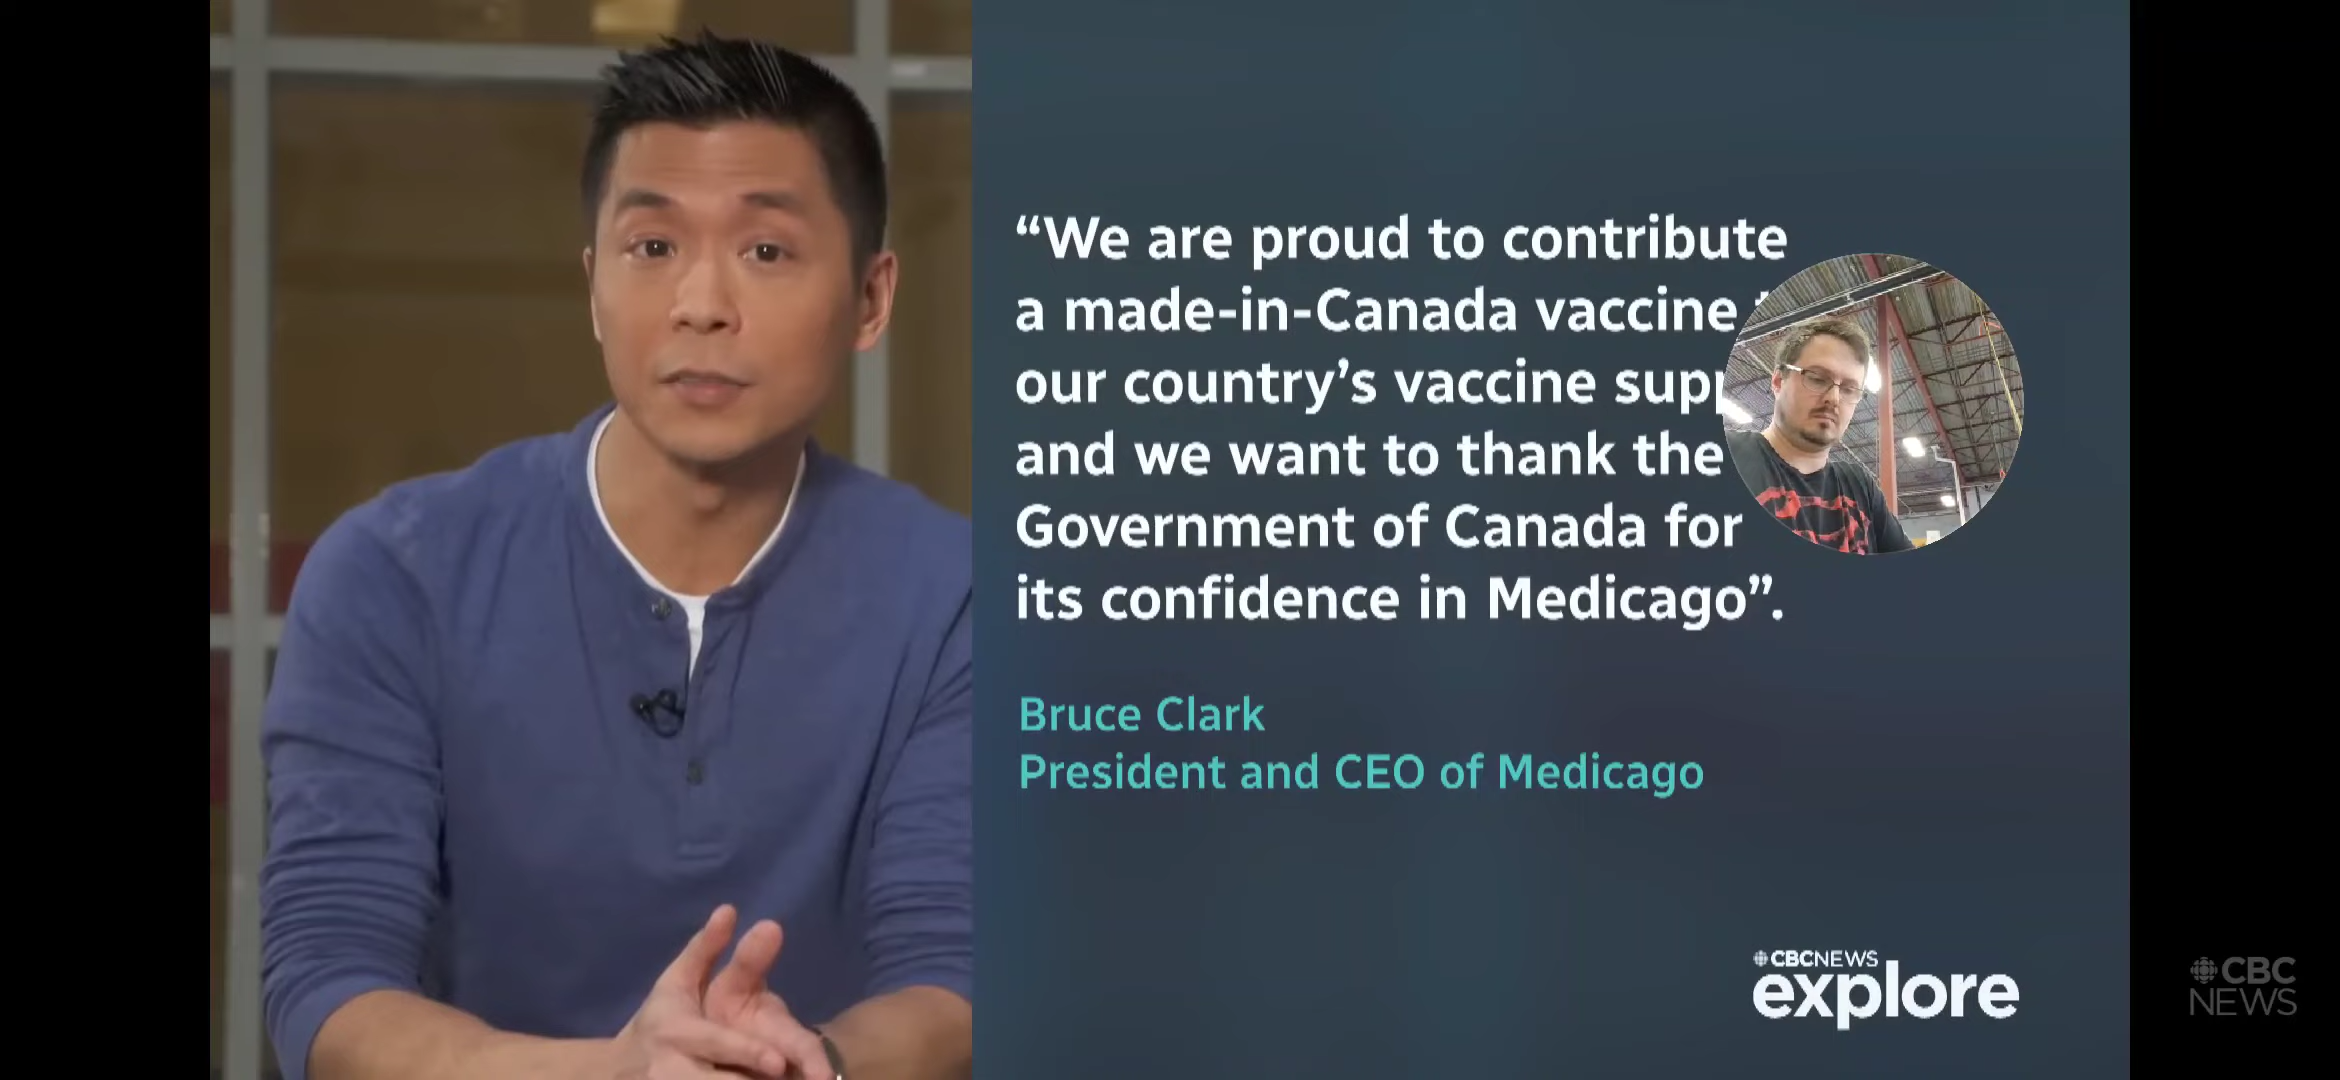 “We are proud to contribute
a made-in-Canada vaccine
our country’s vaccine
and we want to thank the
Government of Canada for
its confidence in Medicago”.
Bruce Clark
President and CEO of Medicago
CBCNEWS
explore
CBC
NEWS